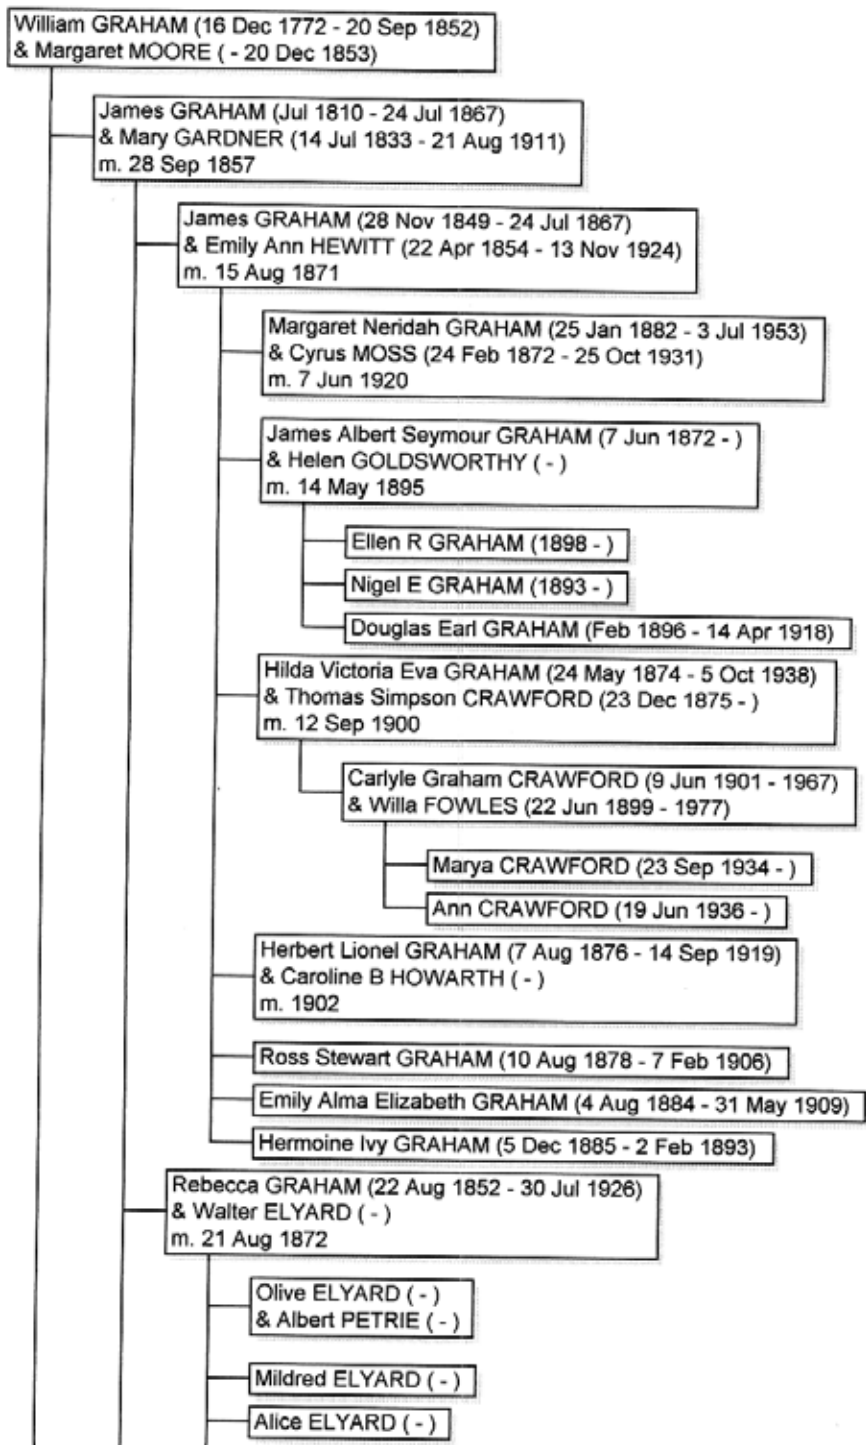 William GRAHAM (16 Dec 1772 - 20 Sep 1852)
& Margaret MOORE ( - 20 Dec 1853)
James GRAHAM (Jul 1810 - 24 Jul 1867)
& Mary GARDNER (14 Jul 1833 - 21 Aug 1911)
m. 28 Sep 1857
James GRAHAM (28 Nov 1849 - 24 Jul 1867)
& Emily Ann HEWITT (22 Apr 1854 - 13 Nov 1924)
m. 15 Aug 1871
Margaret Neridah GRAHAM (25 Jan 1882 - 3 Jul 1953)
& Cyrus MOSS (24 Feb 1872 - 25 Oct 1931)
m. 7 Jun 1920
James Albert Seymour GRAHAM (7 Jun 1872 - )
& Helen GOLDSWORTHY ( - )
m. 14 May 1895
Ellen R GRAHAM (1898 - )
Nigel E GRAHAM (1893 - )
Douglas Earl GRAHAM (Feb 1896 - 14 Apr 1918)
Hilda Victoria Eva GRAHAM (24 May 1874 - 5 Oct 1938)
& Thomas Simpson CRAWFORD (23 Dec 1875 - )
m. 12 Sep 1900
Carlyle Graham CRAWFORD (9 Jun 1901 - 1967)
& Willa FOWLES (22 Jun 1899 - 1977)
Marya CRAWFORD (23 Sep 1934 - )
Ann CRAWFORD (19 Jun 1936 - )
Herbert Lionel GRAHAM (7 Aug 1876 - 14 Sep 1919)
& Caroline B HOWARTH ( - )
m. 1902
Ross Stewart GRAHAM (10 Aug 1878 - 7 Feb 1906)
Emily Alma Elizabeth GRAHAM (4 Aug 1884 - 31 May 1909)
Hermoine Ivy GRAHAM (5 Dec 1885 - 2 Feb 1893)
Rebecca GRAHAM (22 Aug 1852 - 30 Jul 1926)
& Walter ELYARD ( - )
m. 21 Aug 1872
Olive ELYARD ( - )
& Albert PETRIE ( - )
Mildred ELYARD ( - )
Alice ELYARD ( - )